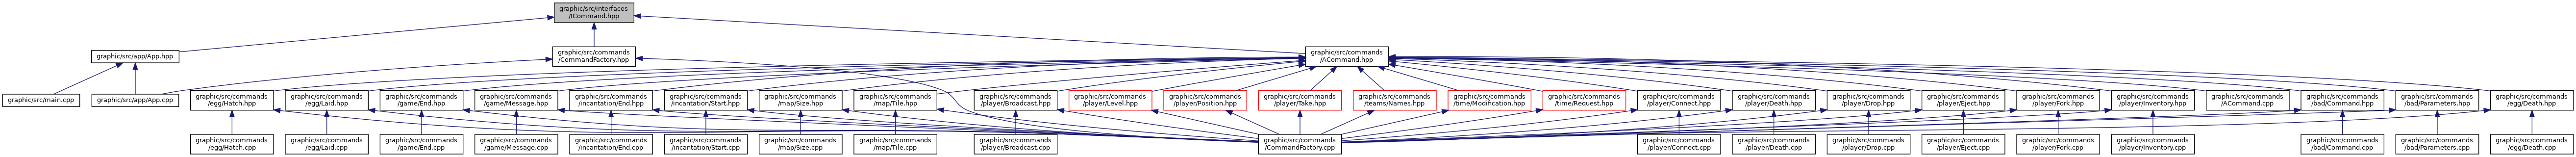 graphic/src/interfaces
/ICommand.hpp
graphic/src/app/App.hpp
graphic/src/commands
/CommandFactory.hpp
graphic/src/commands
/ACommand.hpp
graphic/src/main.cpp
graphic/src/app/App.cpp
graphic/src/commands
/egg/Hatch.hpp
graphic/src/commands
/egg/Laid.hpp
graphic/src/commands
/game/End.hpp
graphic/src/commands
/game/Message.hpp
graphic/src/commands
/incantation/End.hpp
graphic/src/commands
/incantation/Start.hpp
graphic/src/commands
/map/Size.hpp
graphic/src/commands
/map/Tile.hpp
graphic/src/commands
/player/Broadcast.hpp
graphic/src/commands
/player/Level.hpp
graphic/src/commands
/player/Position.hpp
graphic/src/commands
/player/Take.hpp
graphic/src/commands
/teams/Names.hpp
graphic/src/commands
/time/Modification.hpp
graphic/src/commands
/time/Request.hpp
graphic/src/commands
/player/Connect.hpp
graphic/src/commands
/player/Death.hpp
graphic/src/commands
/player/Drop.hpp
graphic/src/commands
/player/Eject.hpp
graphic/src/commands
/player/Fork.hpp
graphic/src/commands
/player/Inventory.hpp
graphic/src/commands
/ACommand.cpp
graphic/src/commands
/bad/Command.hpp
graphic/src/commands
/bad/Parameters.hpp
graphic/src/commands
/egg/Death.hpp
graphic/src/commands
/egg/Hatch.cpp
graphic/src/commands
/egg/Laid.cpp
graphic/src/commands
/game/End.cpp
graphic/src/commands
/game/Message.cpp
graphic/src/commands
/incantation/End.cpp
graphic/src/commands
/incantation/Start.cpp
graphic/src/commands
/map/Size.cpp
graphic/src/commands
/map/Tile.cpp
graphic/src/commands
/player/Broadcast.cpp
graphic/src/commands
/CommandFactory.cpp
graphic/src/commands
/player/Connect.cpp
graphic/src/commands
/player/Death.cpp
graphic/src/commands
/player/Drop.cpp
graphic/src/commands
/player/Eject.cpp
graphic/src/commands
/player/Fork.cpp
graphic/src/commands
/player/Inventory.cpp
graphic/src/commands
/bad/Command.cpp
graphic/src/commands
/bad/Parameters.cpp
graphic/src/commands
/egg/Death.cpp